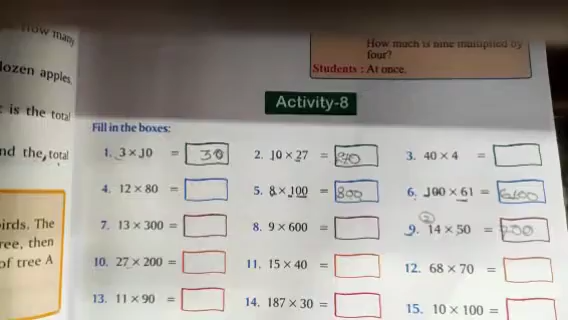 How many
How much is nine multiplied by
four?
Students : At once.
dozen apples.
is the total
nd the total
Activity-8
Fill in the boxes:
1. 3 × 10 = 30
2. 10 × 27 = 270
3. 40 × 4 =
4. 12 × 80 =
5. 8 × 100 = 800
6. 100 × 61 = 6100
7. 13 × 300 =
8. 9 × 600 =
9. 14 × 50 = 700
10. 27 × 200 =
11. 15 × 40 =
12. 68 × 70 =
13. 11 × 90 =
14. 187 × 30 =
15. 10 × 100 =
irds. The
ree, then
of tree A